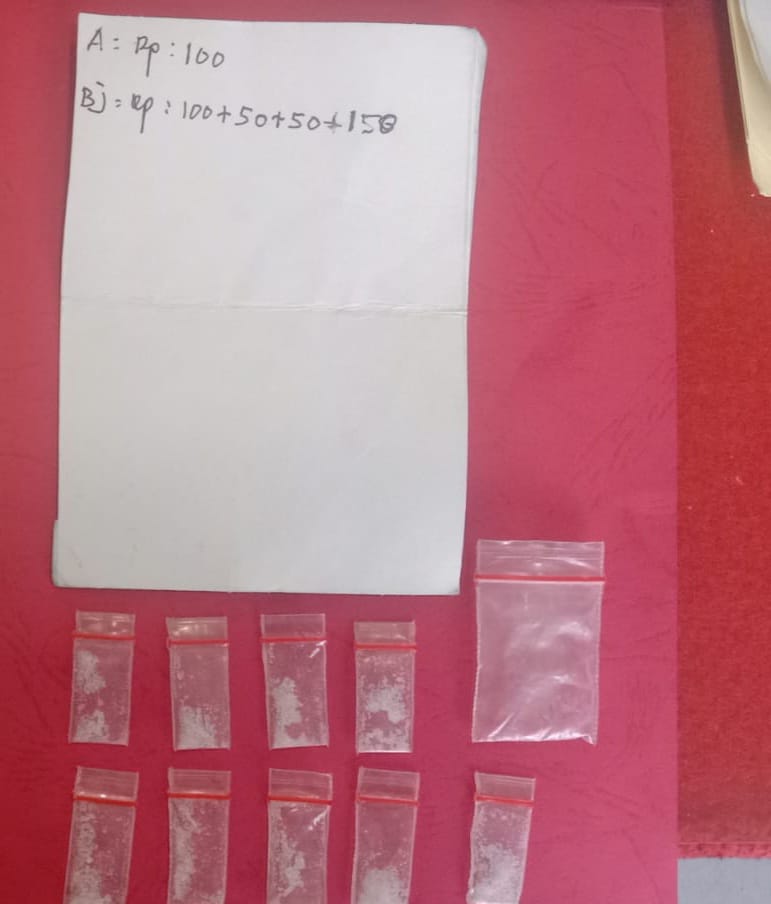 A = Rp : 100
Bj = Rp : 100+50+50+150